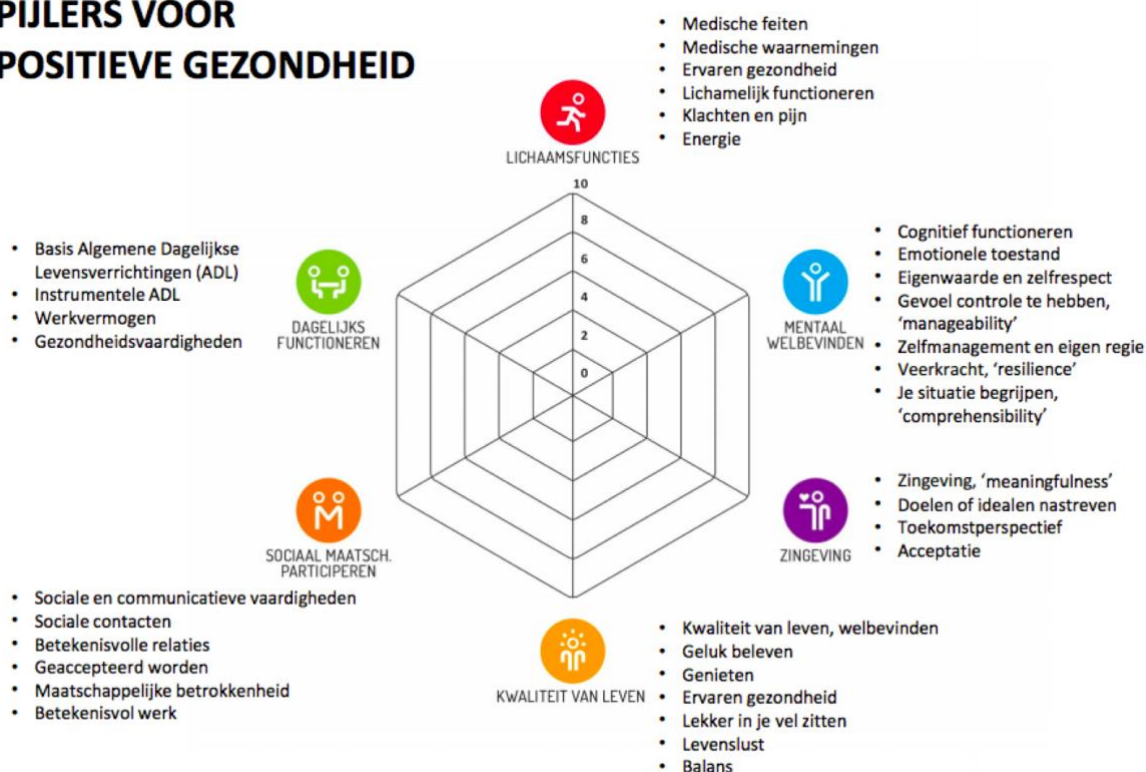 PIJLERS VOOR
POSITIEVE GEZONDHEID
• Medische feiten
• Medische waarnemingen
• Ervaren gezondheid
• Lichamelijk functioneren
• Klachten en pijn
• Energie
LICHAAMSFUNCTIES
10
8
6
4
2
0
• Cognitief functioneren
• Emotionele toestand
• Eigenwaarde en zelfrespect
• Gevoel controle te hebben,
'manageability'
• Zelfmanagement en eigen regie
• Veerkracht, 'resilience'
• Je situatie begrijpen,
'comprehensibility'
MENTAAL
WELBEVINDEN
• Basis Algemene Dagelijkse
Levensverrichtingen (ADL)
• Instrumentele ADL
• Werkvermogen
• Gezondheidsvaardigheden
DAGELIJKS
FUNCTIONEREN
• Zingeving, 'meaningfulness'
• Doelen of idealen nastreven
• Toekomstperspectief
• Acceptatie
ZINGEVING
SOCIAAL MAATSCH.
PARTICIPEREN
• Sociale en communicatieve vaardigheden
• Sociale contacten
• Betekenisvolle relaties
• Geaccepteerd worden
• Maatschappelijke betrokkenheid
• Betekenisvol werk
KWALITEIT VAN LEVEN
• Kwaliteit van leven, welbevinden
• Geluk beleven
• Genieten
• Ervaren gezondheid
• Lekker in je vel zitten
• Levenslust
• Balans